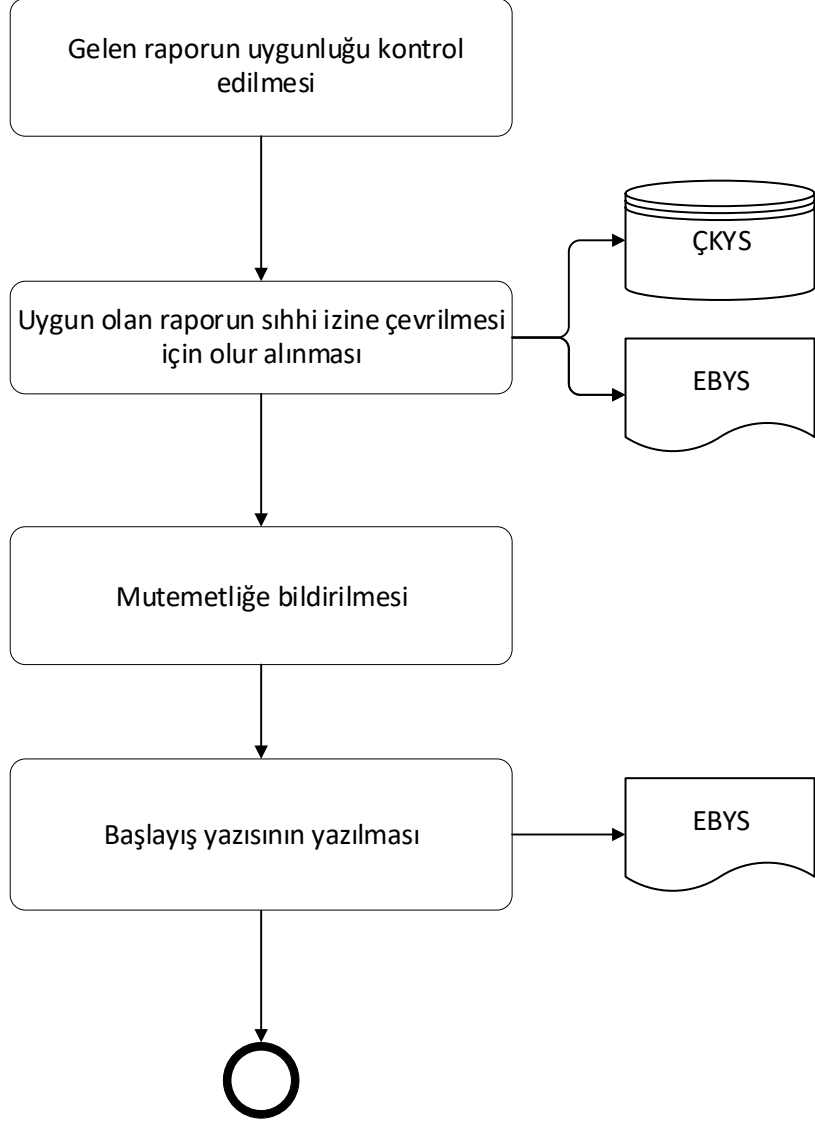 Gelen raporun uygunluğu kontrol
edilmesi
ÇKYS
Uygun olan raporun sıhhi izine çevrilmesi
için olur alınması
EBYS
Mutemetliğe bildirilmesi
Başlayış yazısının yazılması
EBYS